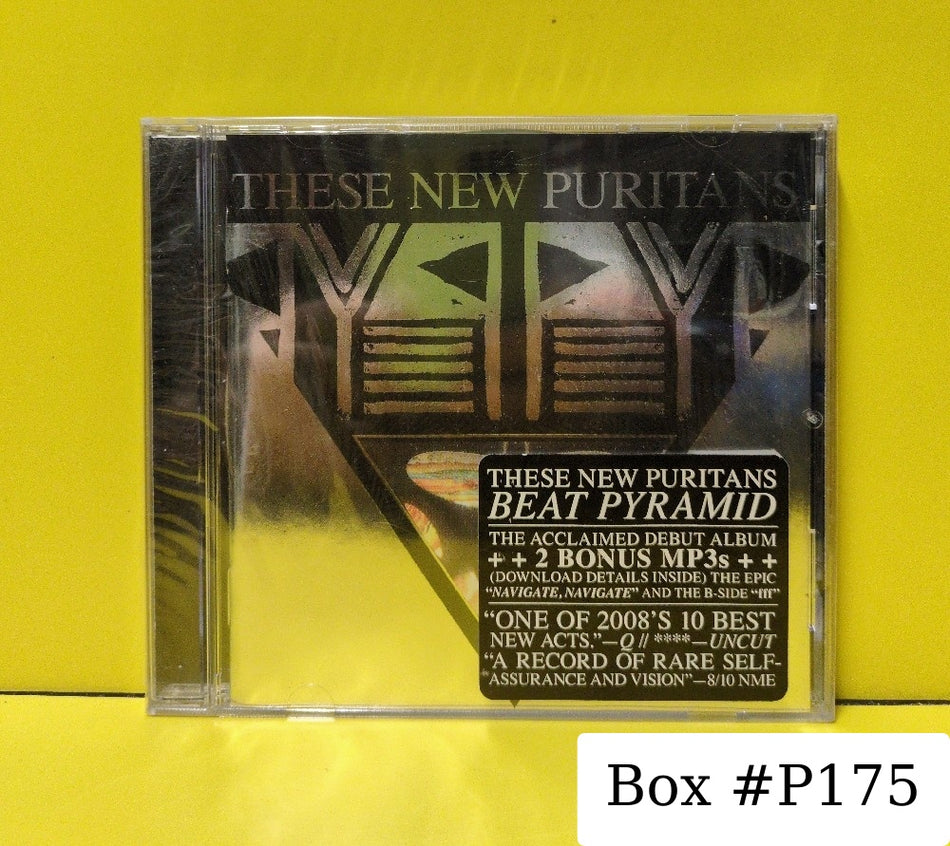 THESE NEW PURITANS
THESE NEW PURITANS
BEAT PYRAMID
THE ACCLAIMED DEBUT ALBUM
+ + 2 BONUS MP3s + +
(DOWNLOAD DETAILS INSIDE) THE EPIC
“NAVIGATE, NAVIGATE” AND THE B-SIDE “fff”
“ONE OF 2008’S 10 BEST
NEW ACTS.”—Q // ****—UNCUT
“A RECORD OF RARE SELF-
ASSURANCE AND VISION”—8/10 NME
Box #P175